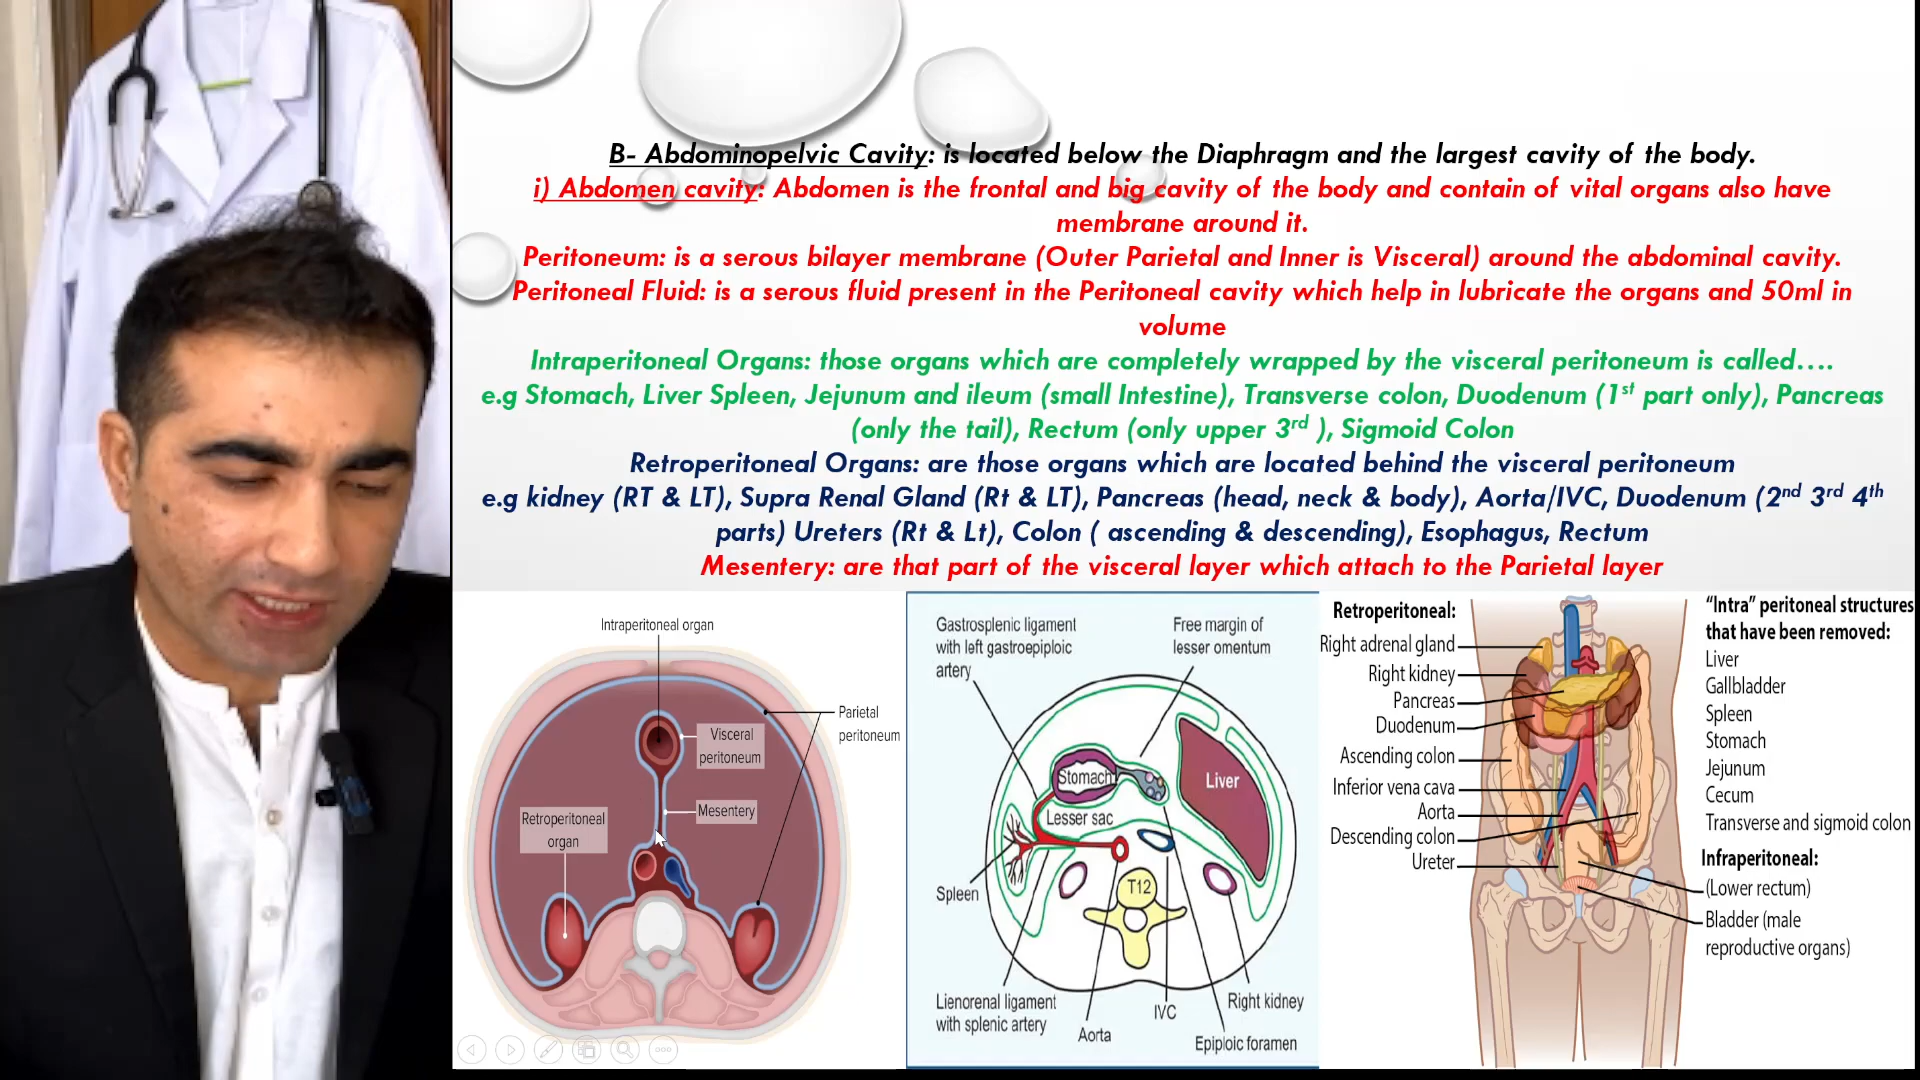 B- Abdominopelvic Cavity: is located below the Diaphragm and the largest cavity of the body.
i) Abdomen cavity: Abdomen is the frontal and big cavity of the body and contain of vital organs also have
membrane around it.
Peritoneum: is a serous bilayer membrane (Outer Parietal and Inner is Visceral) around the abdominal cavity.
Peritoneal Fluid: is a serous fluid present in the Peritoneal cavity which help in lubricate the organs and 50ml in
volume
Intraperitoneal Organs: those organs which are completely wrapped by the visceral peritoneum is called….
e.g Stomach, Liver Spleen, Jejunum and ileum (small Intestine), Transverse colon, Duodenum (1st part only), Pancreas
(only the tail), Rectum (only upper 3rd ), Sigmoid Colon
Retroperitoneal Organs: are those organs which are located behind the visceral peritoneum
e.g kidney (RT & LT), Supra Renal Gland (Rt & LT), Pancreas (head, neck & body), Aorta/IVC, Duodenum (2nd 3rd 4th
parts) Ureters (Rt & Lt), Colon ( ascending & descending), Esophagus, Rectum
Mesentery: are that part of the visceral layer which attach to the Parietal layer
Intraperitoneal organ
Parietal
peritoneum
Visceral
peritoneum
Mesentery
Retroperitoneal
organ
Gastrosplenic ligament
with left gastroepiploic
artery
Free margin of
lesser omentum
Stomach
Liver
Lesser sac
Spleen
T12
Lienorenal ligament
with splenic artery
Aorta
IVC
Right kidney
Epiploic foramen
Retroperitoneal:
Right adrenal gland
Right kidney
Pancreas
Duodenum
Ascending colon
Inferior vena cava
Aorta
Descending colon
Ureter
“Intra” peritoneal structures
that have been removed:
Liver
Gallbladder
Spleen
Stomach
Jejunum
Cecum
Transverse and sigmoid colon
Infraperitoneal:
(Lower rectum)
Bladder (male
reproductive organs)